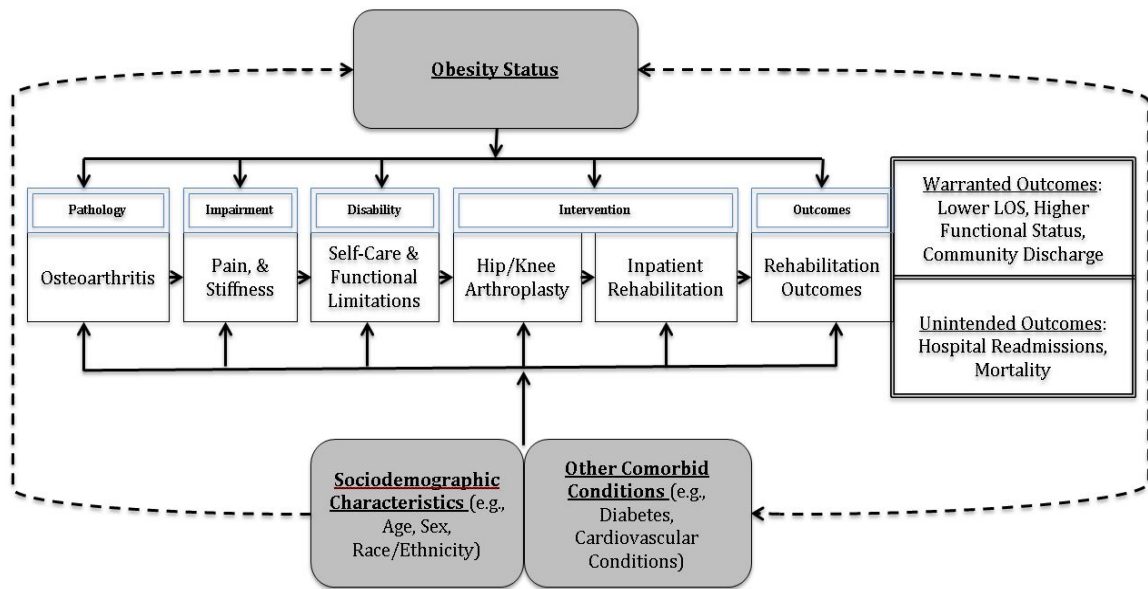 Obesity Status
Pathology
Impairment
Disability
Intervention
Outcomes
Osteoarthritis
Pain, &
Stiffness
Self-Care &
Functional
Limitations
Hip/Knee
Arthroplasty
Inpatient
Rehabilitation
Rehabilitation
Outcomes
Warranted Outcomes:
Lower LOS, Higher
Functional Status,
Community Discharge
Unintended Outcomes:
Hospital Readmissions,
Mortality
Sociodemographic
Characteristics (e.g.,
Age, Sex,
Race/Ethnicity)
Other Comorbid
Conditions (e.g.,
Diabetes,
Cardiovascular
Conditions)